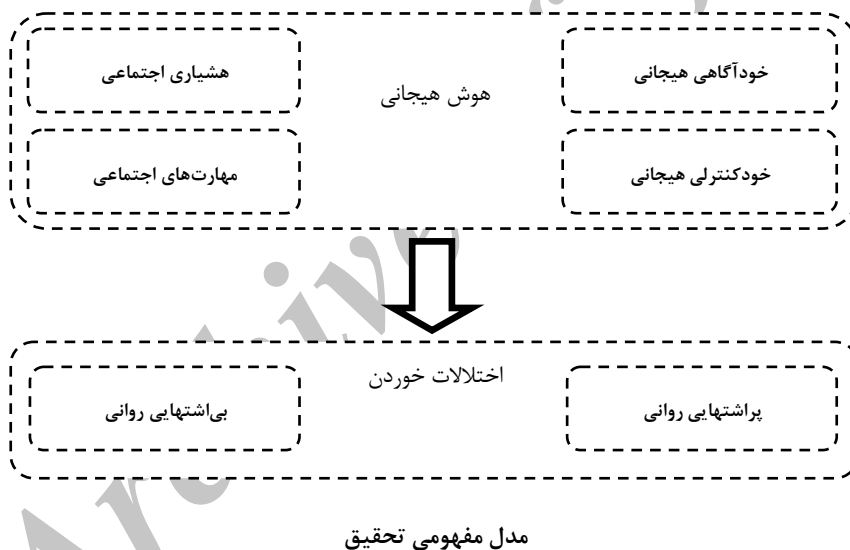 خودآگاهی هیجانی
هوش هیجانی
هشیاری اجتماعی
خودکنترلی هیجانی
مهارت‌های اجتماعی
اختلالات خوردن
پراشتهایی روانی
بی‌اشتهایی روانی
مدل مفهومی تحقیق